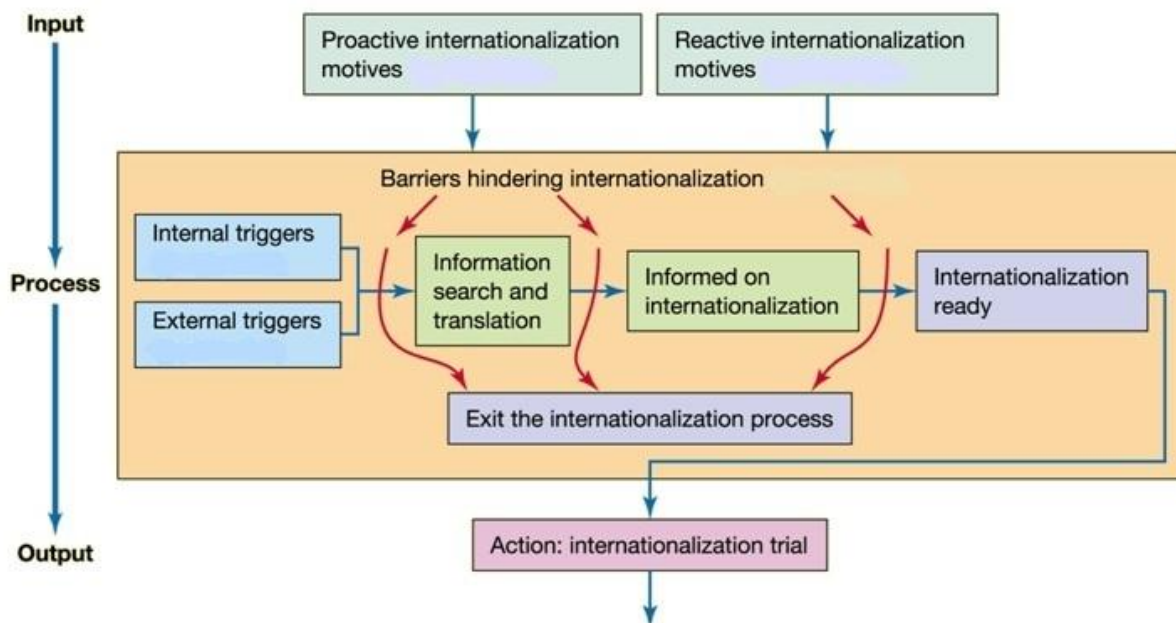 Input
Proactive internationalization
motives
Reactive internationalization
motives
Barriers hindering internationalization
Internal triggers
External triggers
Process
Information
search and
translation
Informed on
internationalization
Internationalization
ready
Exit the internationalization process
Output
Action: internationalization trial